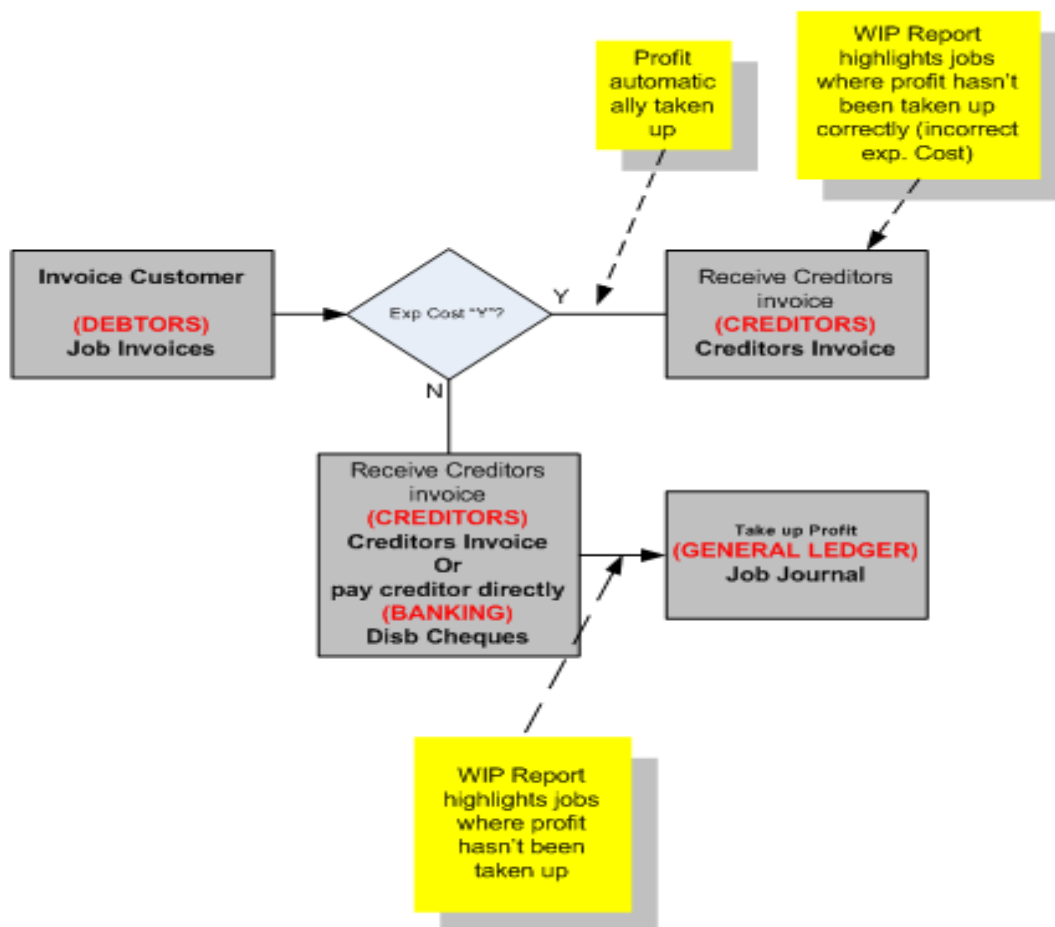 Profit
automatic
ally taken
up
WIP Report
highlights jobs
where profit hasn't
been taken up
correctly (incorrect
exp. Cost)
Invoice Customer
(DEBTORS)
Job Invoices
Exp Cost "Y"?
Y
Receive Creditors
invoice
(CREDITORS)
Creditors Invoice
N
Receive Creditors
invoice
(CREDITORS)
Creditors Invoice
Or
pay creditor directly
(BANKING)
Disb Cheques
Take up Profit
(GENERAL LEDGER)
Job Journal
WIP Report
highlights jobs
where profit
hasn't been
taken up